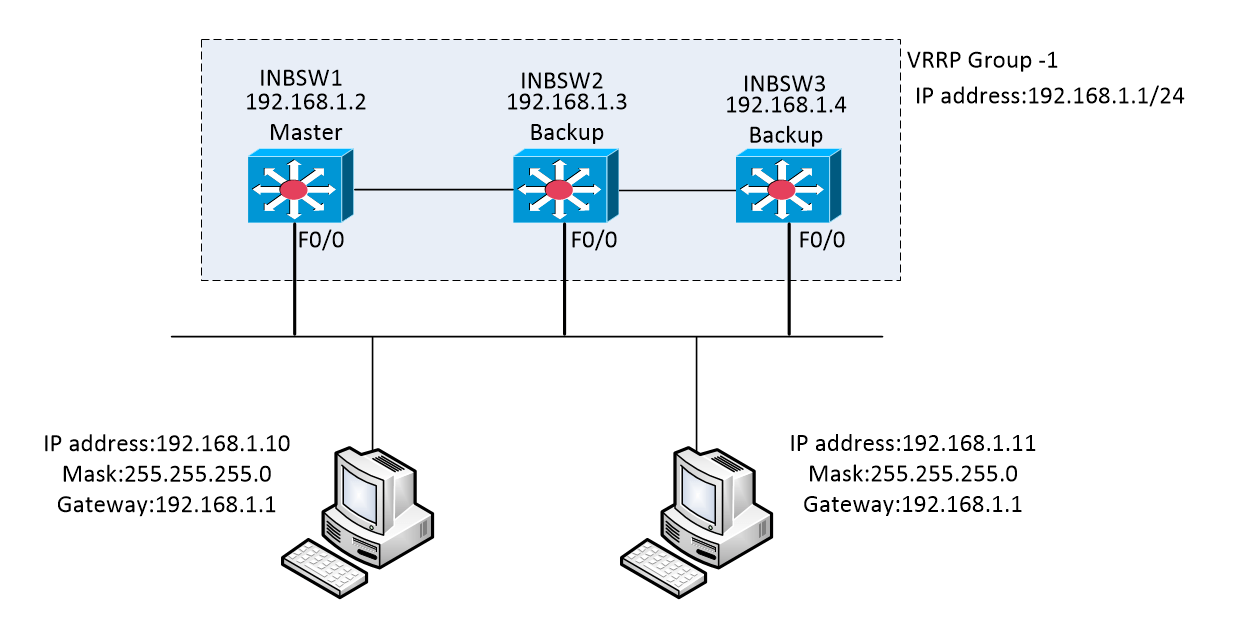 VRRP Group -1
IP address:192.168.1.1/24
INBSW1
192.168.1.2
Master
INBSW2
192.168.1.3
Backup
INBSW3
192.168.1.4
Backup
F0/0
F0/0
F0/0
IP address:192.168.1.10
Mask:255.255.255.0
Gateway:192.168.1.1
IP address:192.168.1.11
Mask:255.255.255.0
Gateway:192.168.1.1